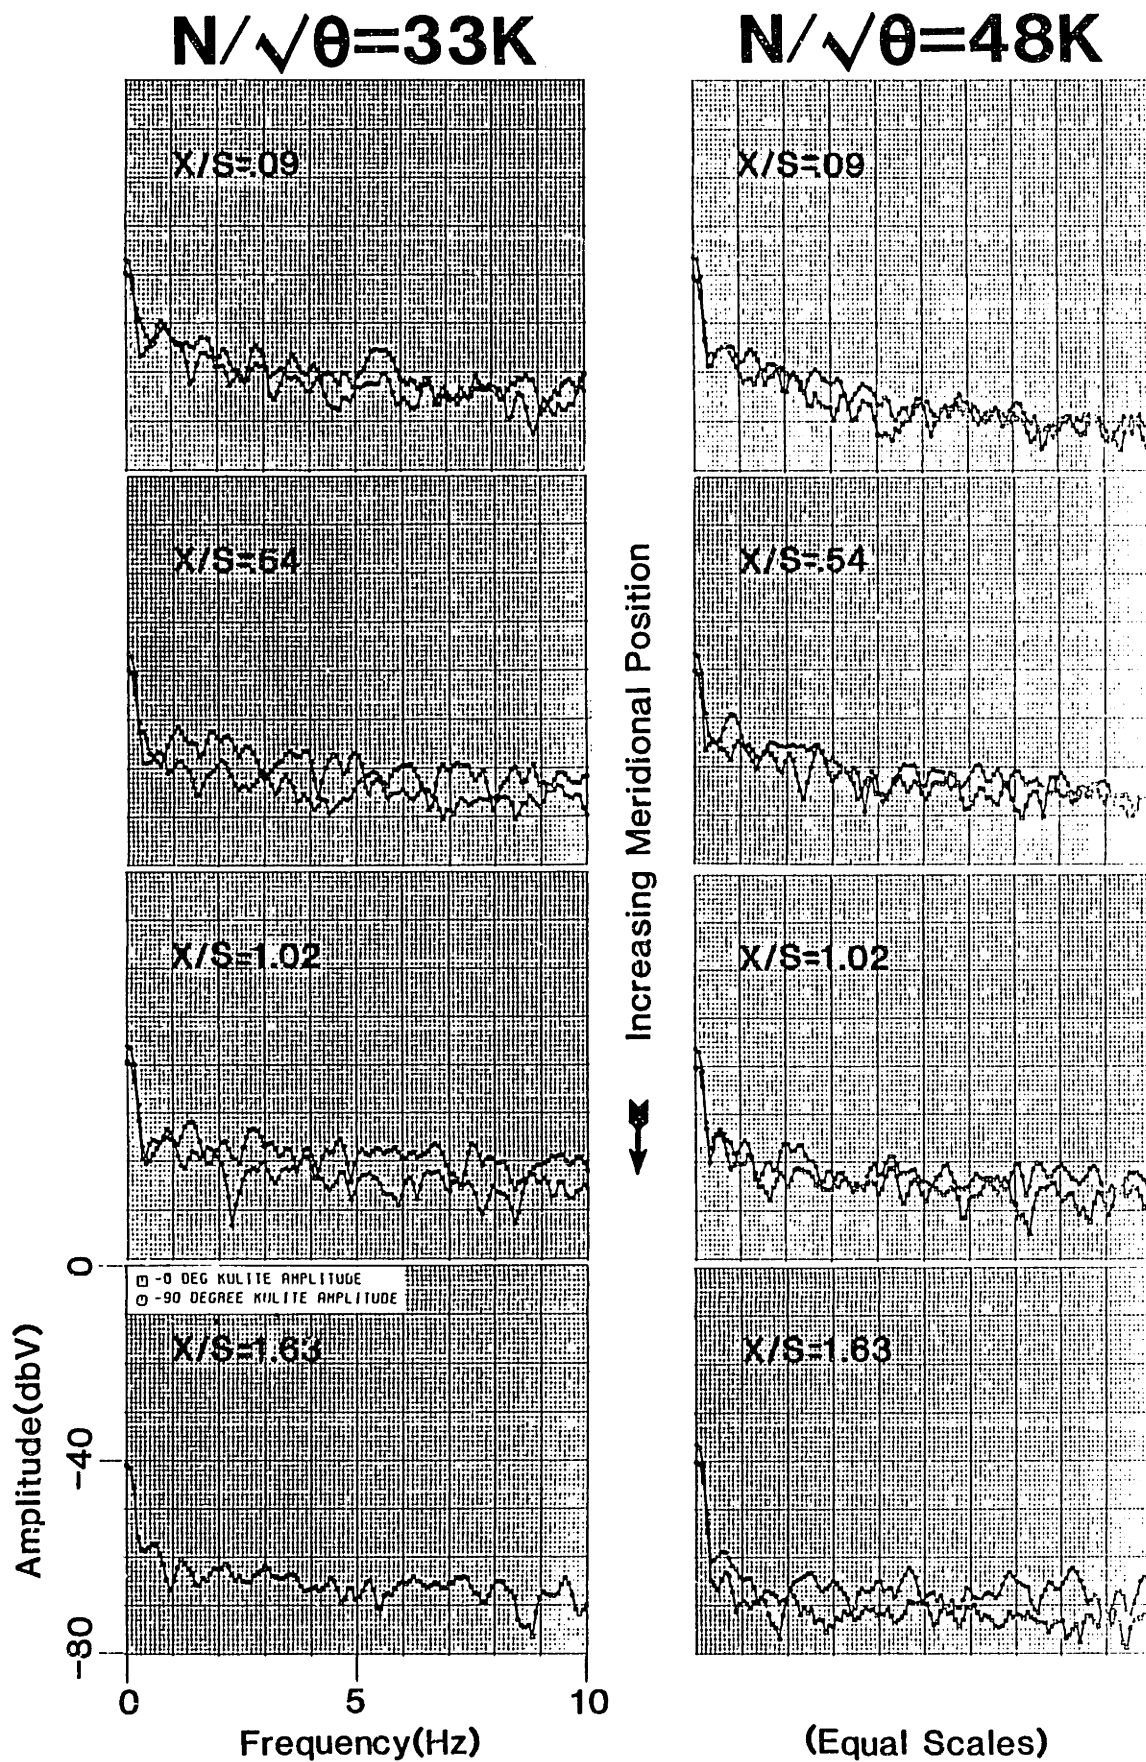 N/√θ=33K
N/√θ=48K
X/S=.09
X/S=.09
X/S=.54
X/S=.54
Increasing Meridional Position
X/S=1.02
X/S=1.02
0
-0 DEG KULITE AMPLITUDE
-90 DEGREE KULITE AMPLITUDE
X/S=1.63
X/S=1.63
Amplitude(dbV)
-40
-80
0
5
10
Frequency(Hz)
(Equal Scales)